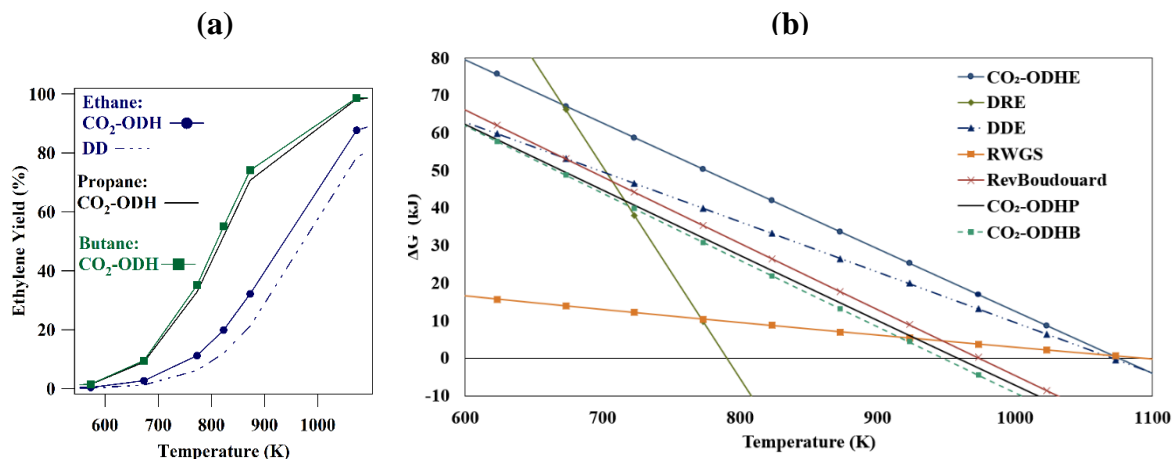 (a)
Ethylene Yield (%)
100
80
60
40
20
0
Ethane:
CO₂-ODH
DD
Propane:
CO₂-ODH
Butane:
CO₂-ODH
600 700 800 900 1000
Temperature (K)
(b)
ΔG (kJ)
80
70
60
50
40
30
20
10
0
-10
CO₂-ODHE
DRE
DDE
RWGS
RevBoudouard
CO₂-ODHP
CO₂-ODHB
600 700 800 900 1000 1100
Temperature (K)